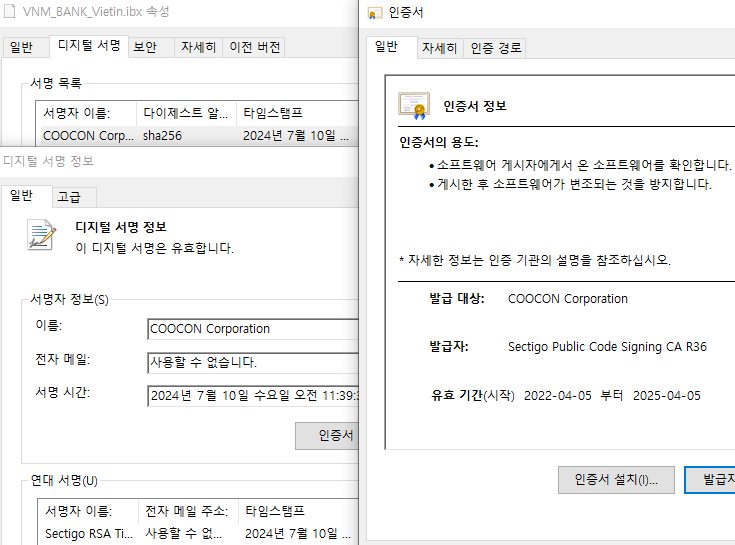 VNM_BANK_Vietin.ibx 속성
일반 디지털 서명 보안 자세히 이전 버전
서명 목록
서명자 이름: 다이제스트 알... 타임스탬프
COOCON Corp... sha256 2024년 7월 10일 ...
디지털 서명 정보
일반 고급
디지털 서명 정보
이 디지털 서명은 유효합니다.
서명자 정보(S)
이름: COOCON Corporation
전자 메일: 사용할 수 없습니다.
서명 시간: 2024년 7월 10일 수요일 오전 11:39:3
인증서
연대 서명(U)
서명자 이름: 전자 메일 주소: 타임스탬프
Sectigo RSA Ti... 사용할 수 없... 2024년 7월 10일 ...
인증서
일반 자세히 인증 경로
인증서 정보
인증서의 용도:
• 소프트웨어 게시자에게서 온 소프트웨어를 확인합니다.
• 게시한 후 소프트웨어가 변조되는 것을 방지합니다.
* 자세한 정보는 인증 기관의 설명을 참조하십시오.
발급 대상: COOCON Corporation
발급자: Sectigo Public Code Signing CA R36
유효 기간(시작) 2022-04-05 부터 2025-04-05
인증서 설치(I)... 발급자